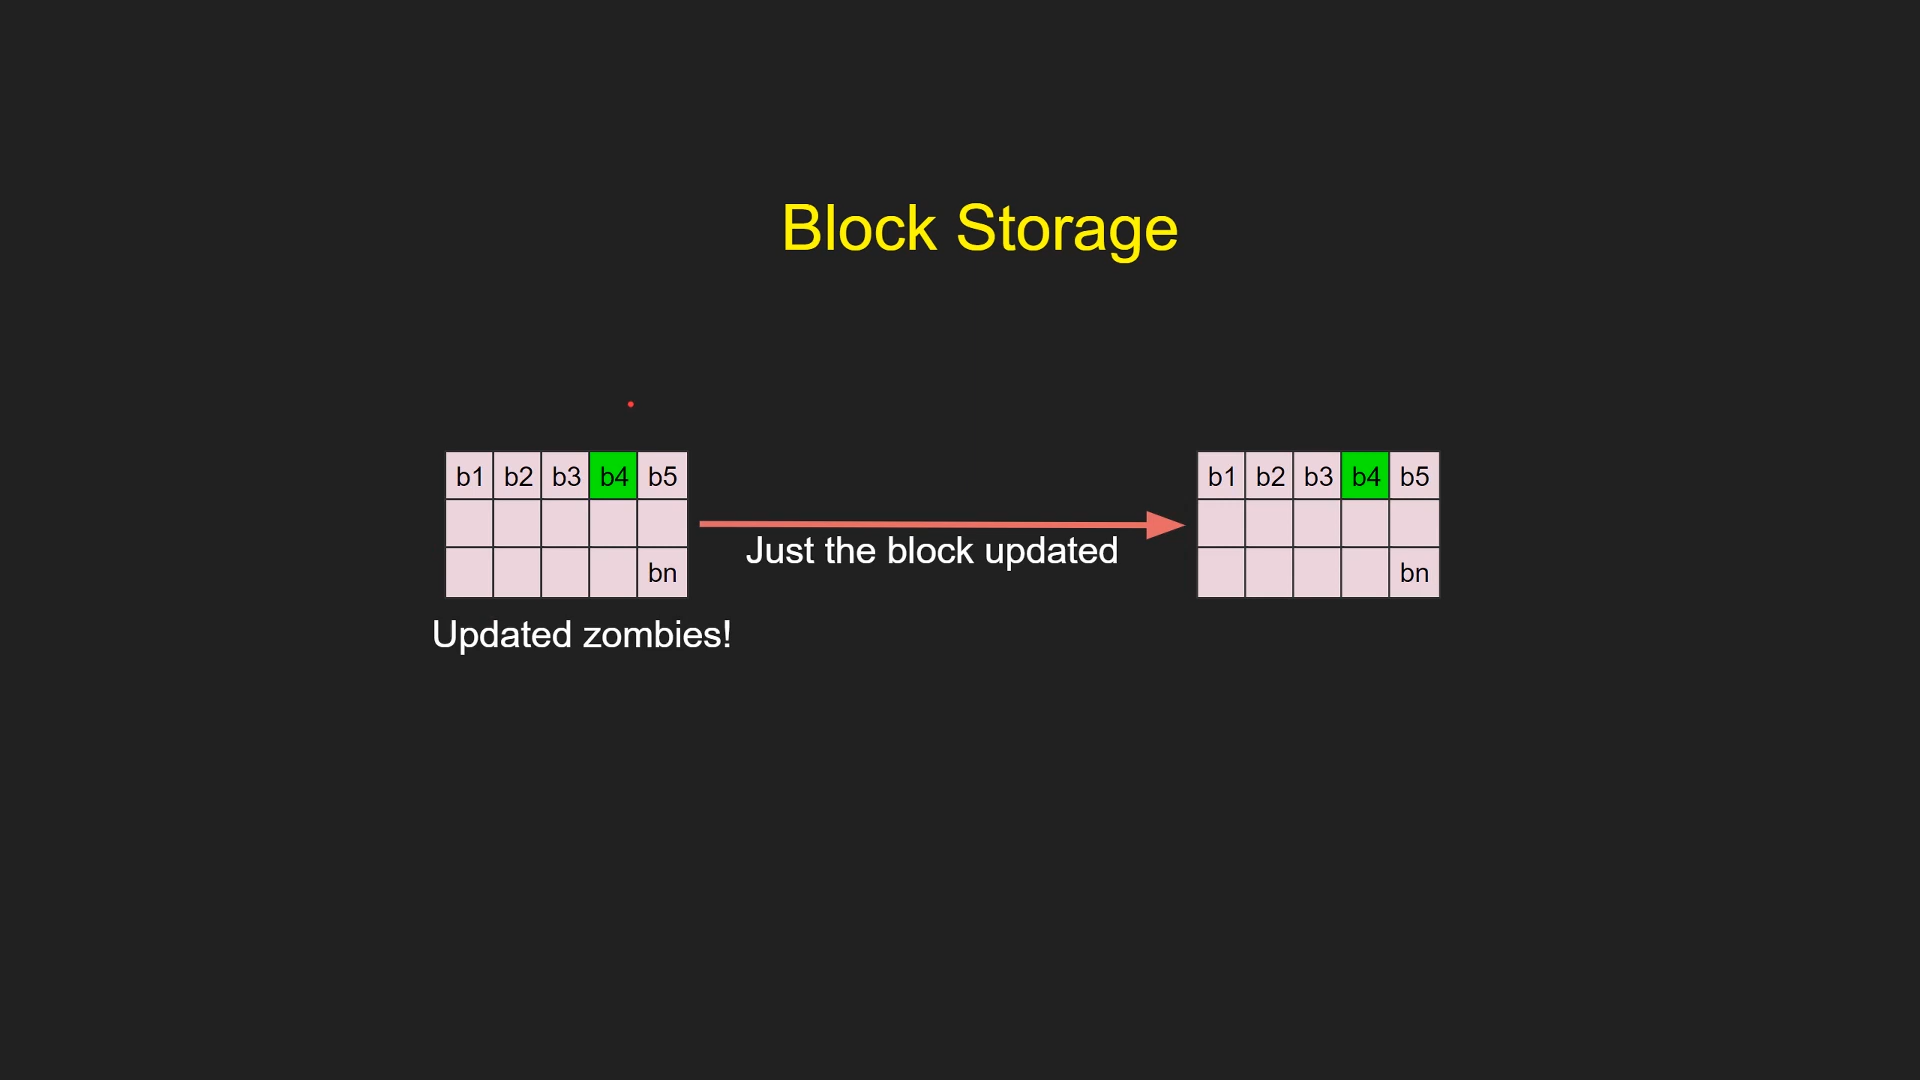 Block Storage
b1 b2 b3 b4 b5
bn
Just the block updated
Updated zombies!
b1 b2 b3 b4 b5
bn